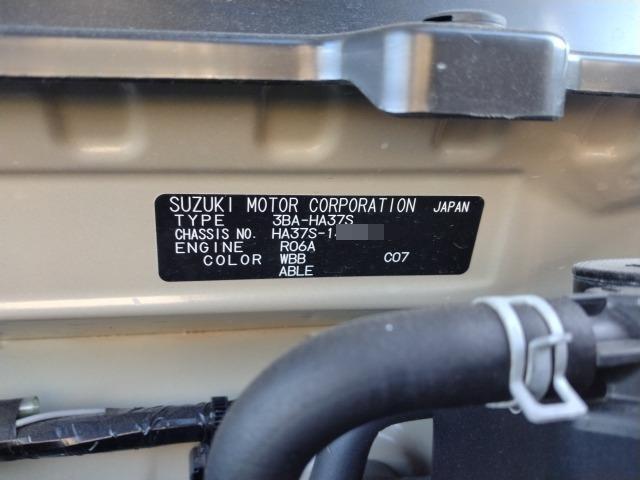 SUZUKI MOTOR CORPORATION JAPAN
TYPE 3BA-HA37S
CHASSIS NO. HA37S-1
ENGINE R06A
COLOR WBB C07
ABLE